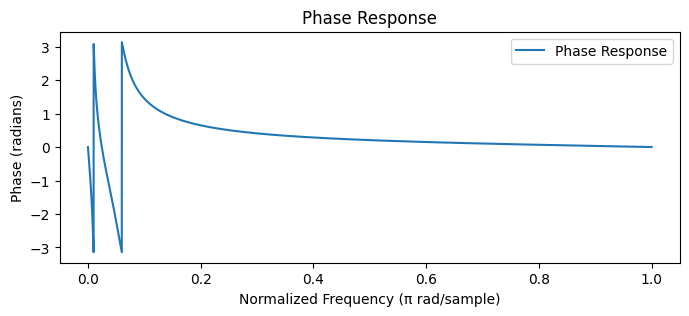 Phase Response
Phase Response
Phase (radians)
3
2
1
0
−1
−2
−3
0.0 0.2 0.4 0.6 0.8 1.0
Normalized Frequency (π rad/sample)